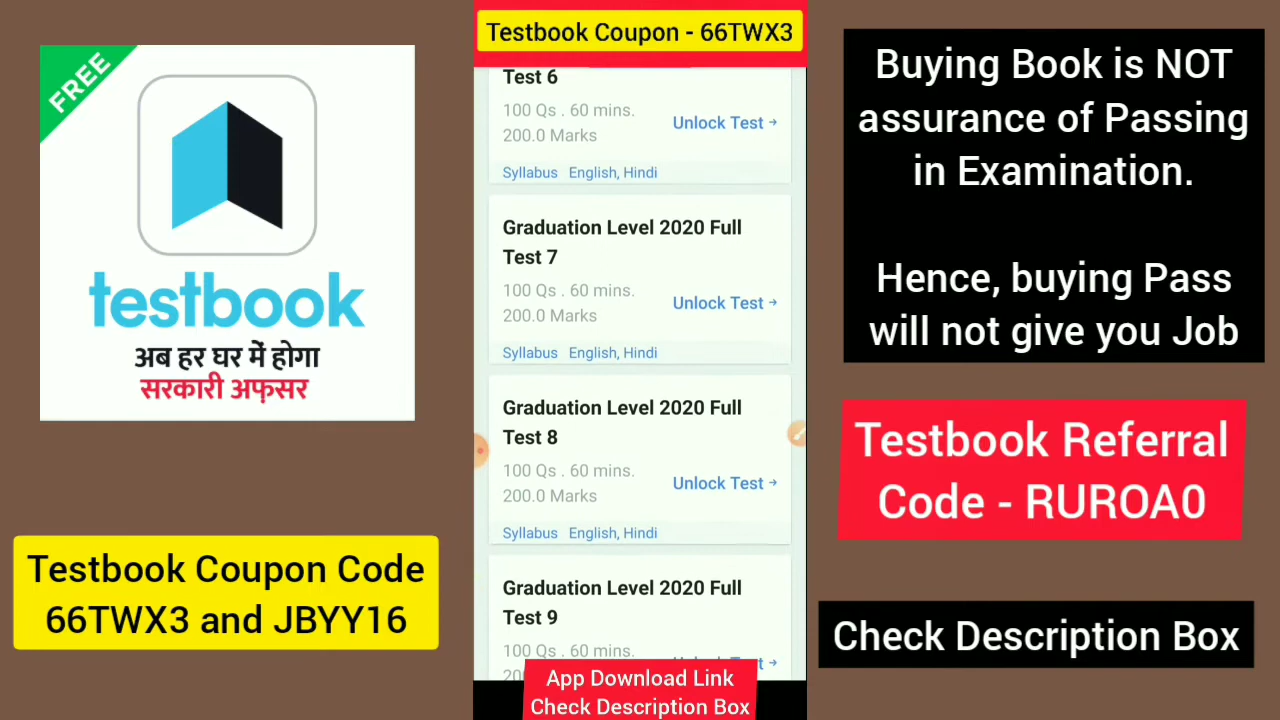 FREE
testbook
अब हर घर में होगा
सरकारी अफ़सर
Testbook Coupon Code
66TWX3 and JBYY16
Testbook Coupon - 66TWX3
Test 6
100 Qs . 60 mins.
200.0 Marks
Unlock Test →
Syllabus English, Hindi
Graduation Level 2020 Full
Test 7
100 Qs . 60 mins.
200.0 Marks
Unlock Test →
Syllabus English, Hindi
Graduation Level 2020 Full
Test 8
100 Qs . 60 mins.
200.0 Marks
Unlock Test →
Syllabus English, Hindi
Graduation Level 2020 Full
Test 9
100 Qs . 60 mins.
App Download Link
Check Description Box
Buying Book is NOT
assurance of Passing
in Examination.
Hence, buying Pass
will not give you Job
Testbook Referral
Code - RUROA0
Check Description Box